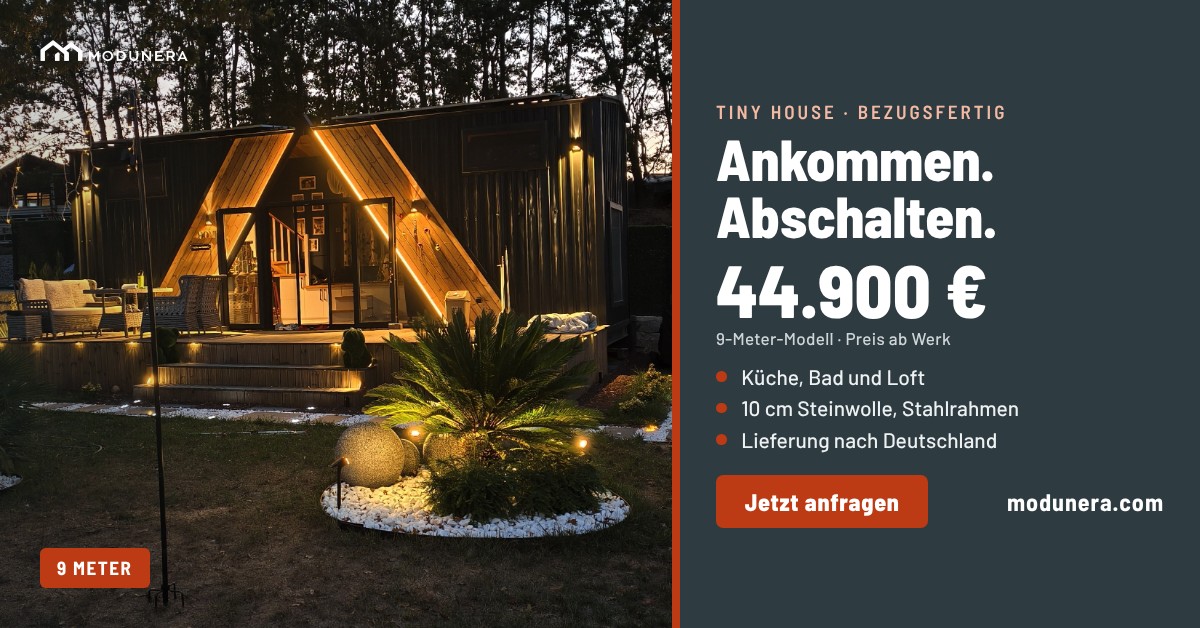 MODUNERA
TINY HOUSE · BEZUGSFERTIG
Ankommen.
Abschalten.
44.900 €
9-Meter-Modell · Preis ab Werk
Küche, Bad und Loft
10 cm Steinwolle, Stahlrahmen
Lieferung nach Deutschland
Jetzt anfragen
modunera.com
9 METER